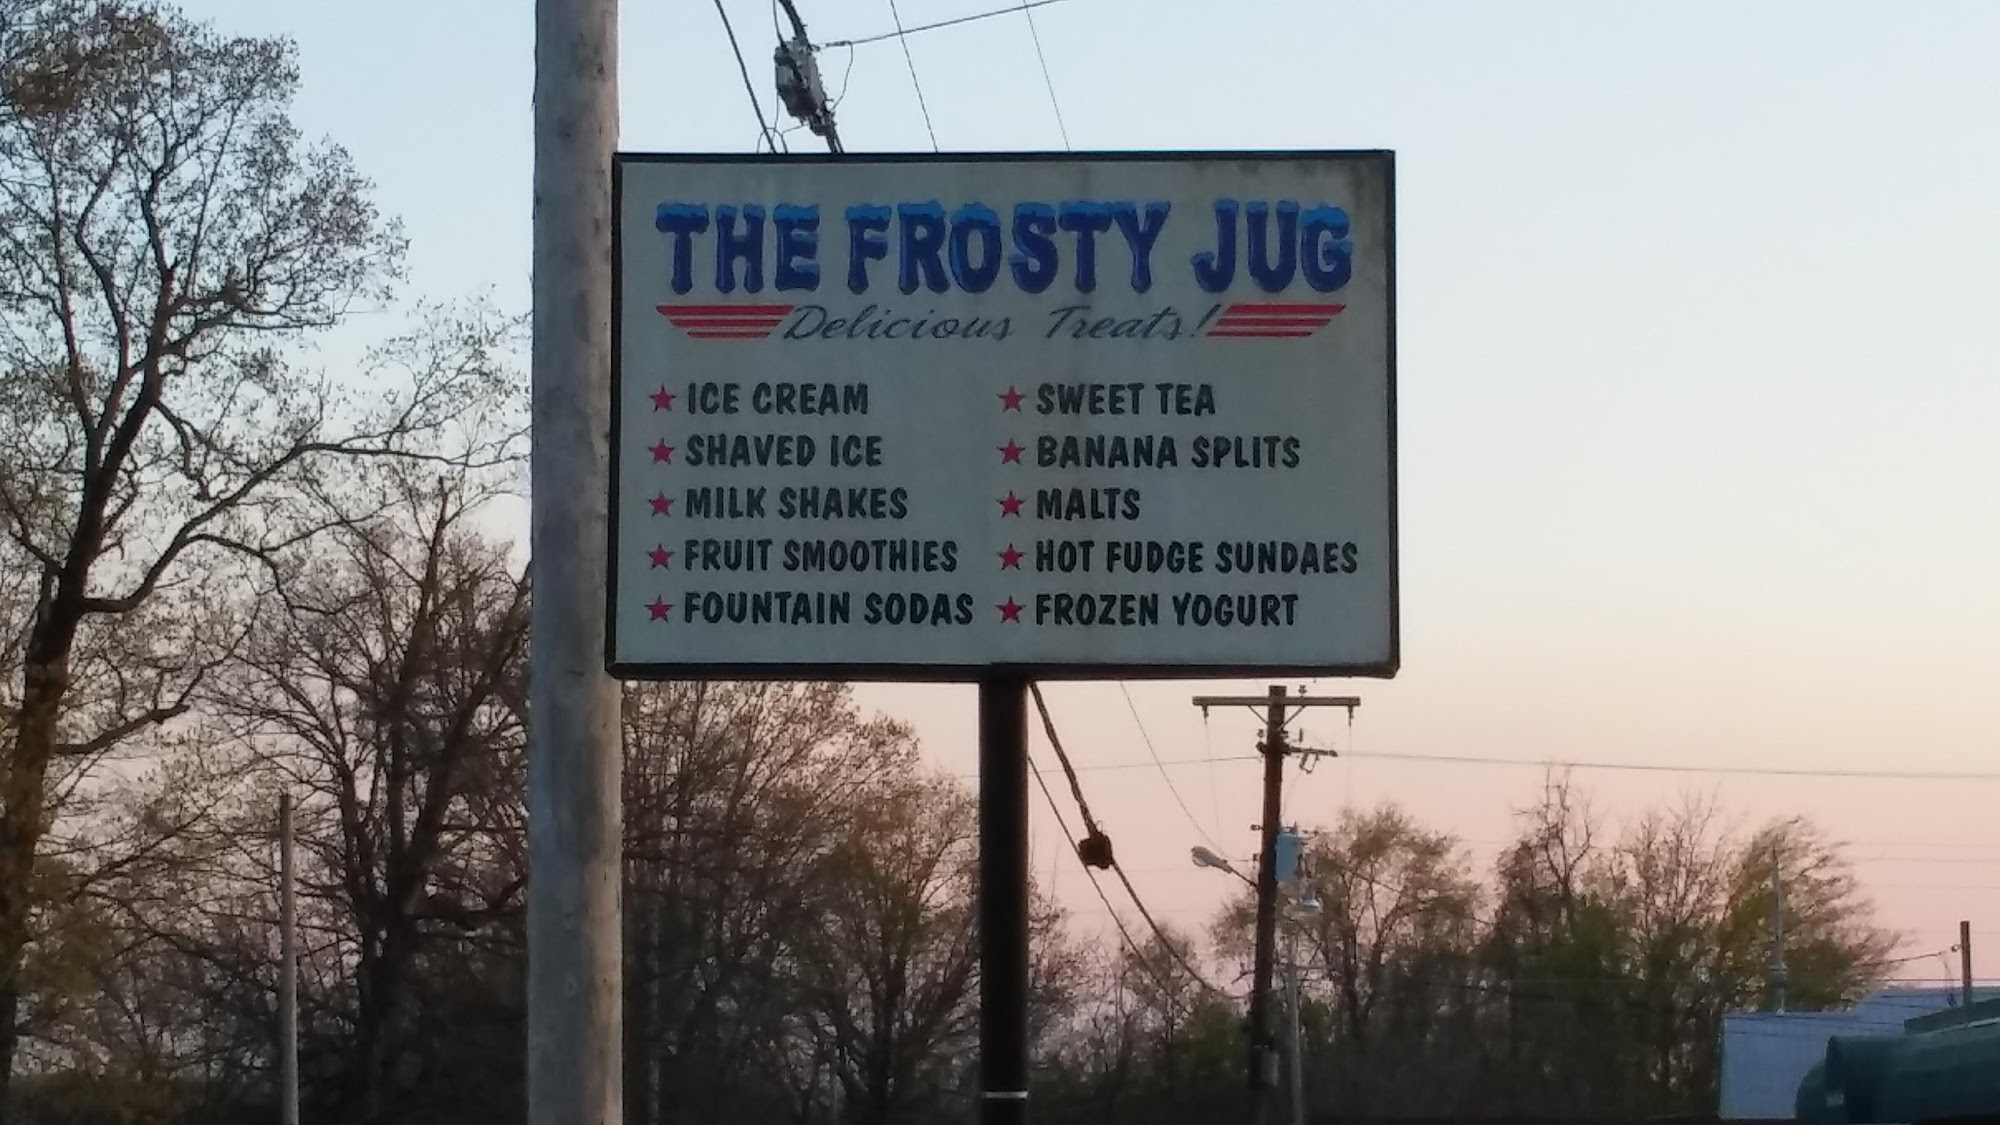 THE FROSTY JUG
Delicious Treats!
ICE CREAM
SHAVED ICE
MILK SHAKES
FRUIT SMOOTHIES
FOUNTAIN SODAS
SWEET TEA
BANANA SPLITS
MALTS
HOT FUDGE SUNDAES
FROZEN YOGURT